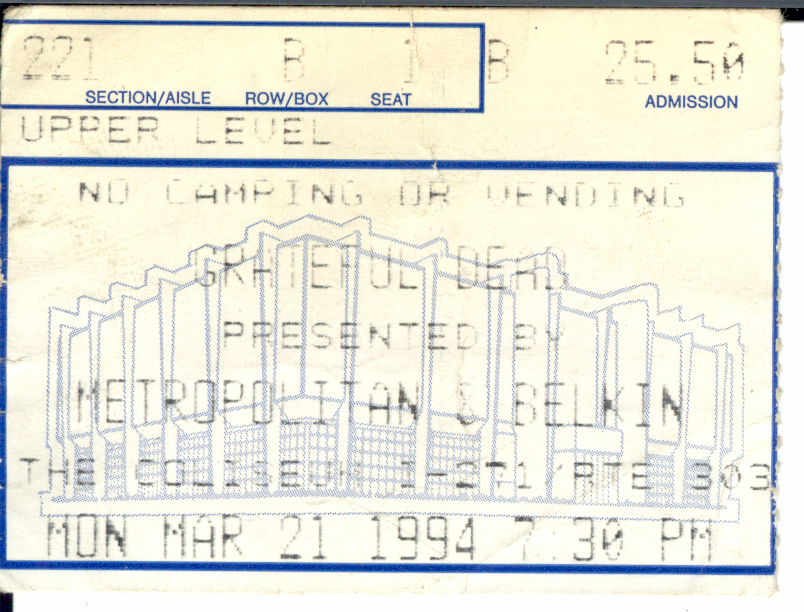 221 B 1 B 25.50
SECTION/AISLE ROW/BOX SEAT ADMISSION
UPPER LEVEL
NO CAMPING OR VENDING
GRATEFUL DEAD
PRESENTED BY
METROPOLITAN & BELKIN
THE COLISEUM I-271/RTE 303
MON MAR 21 1994 7:30 PM